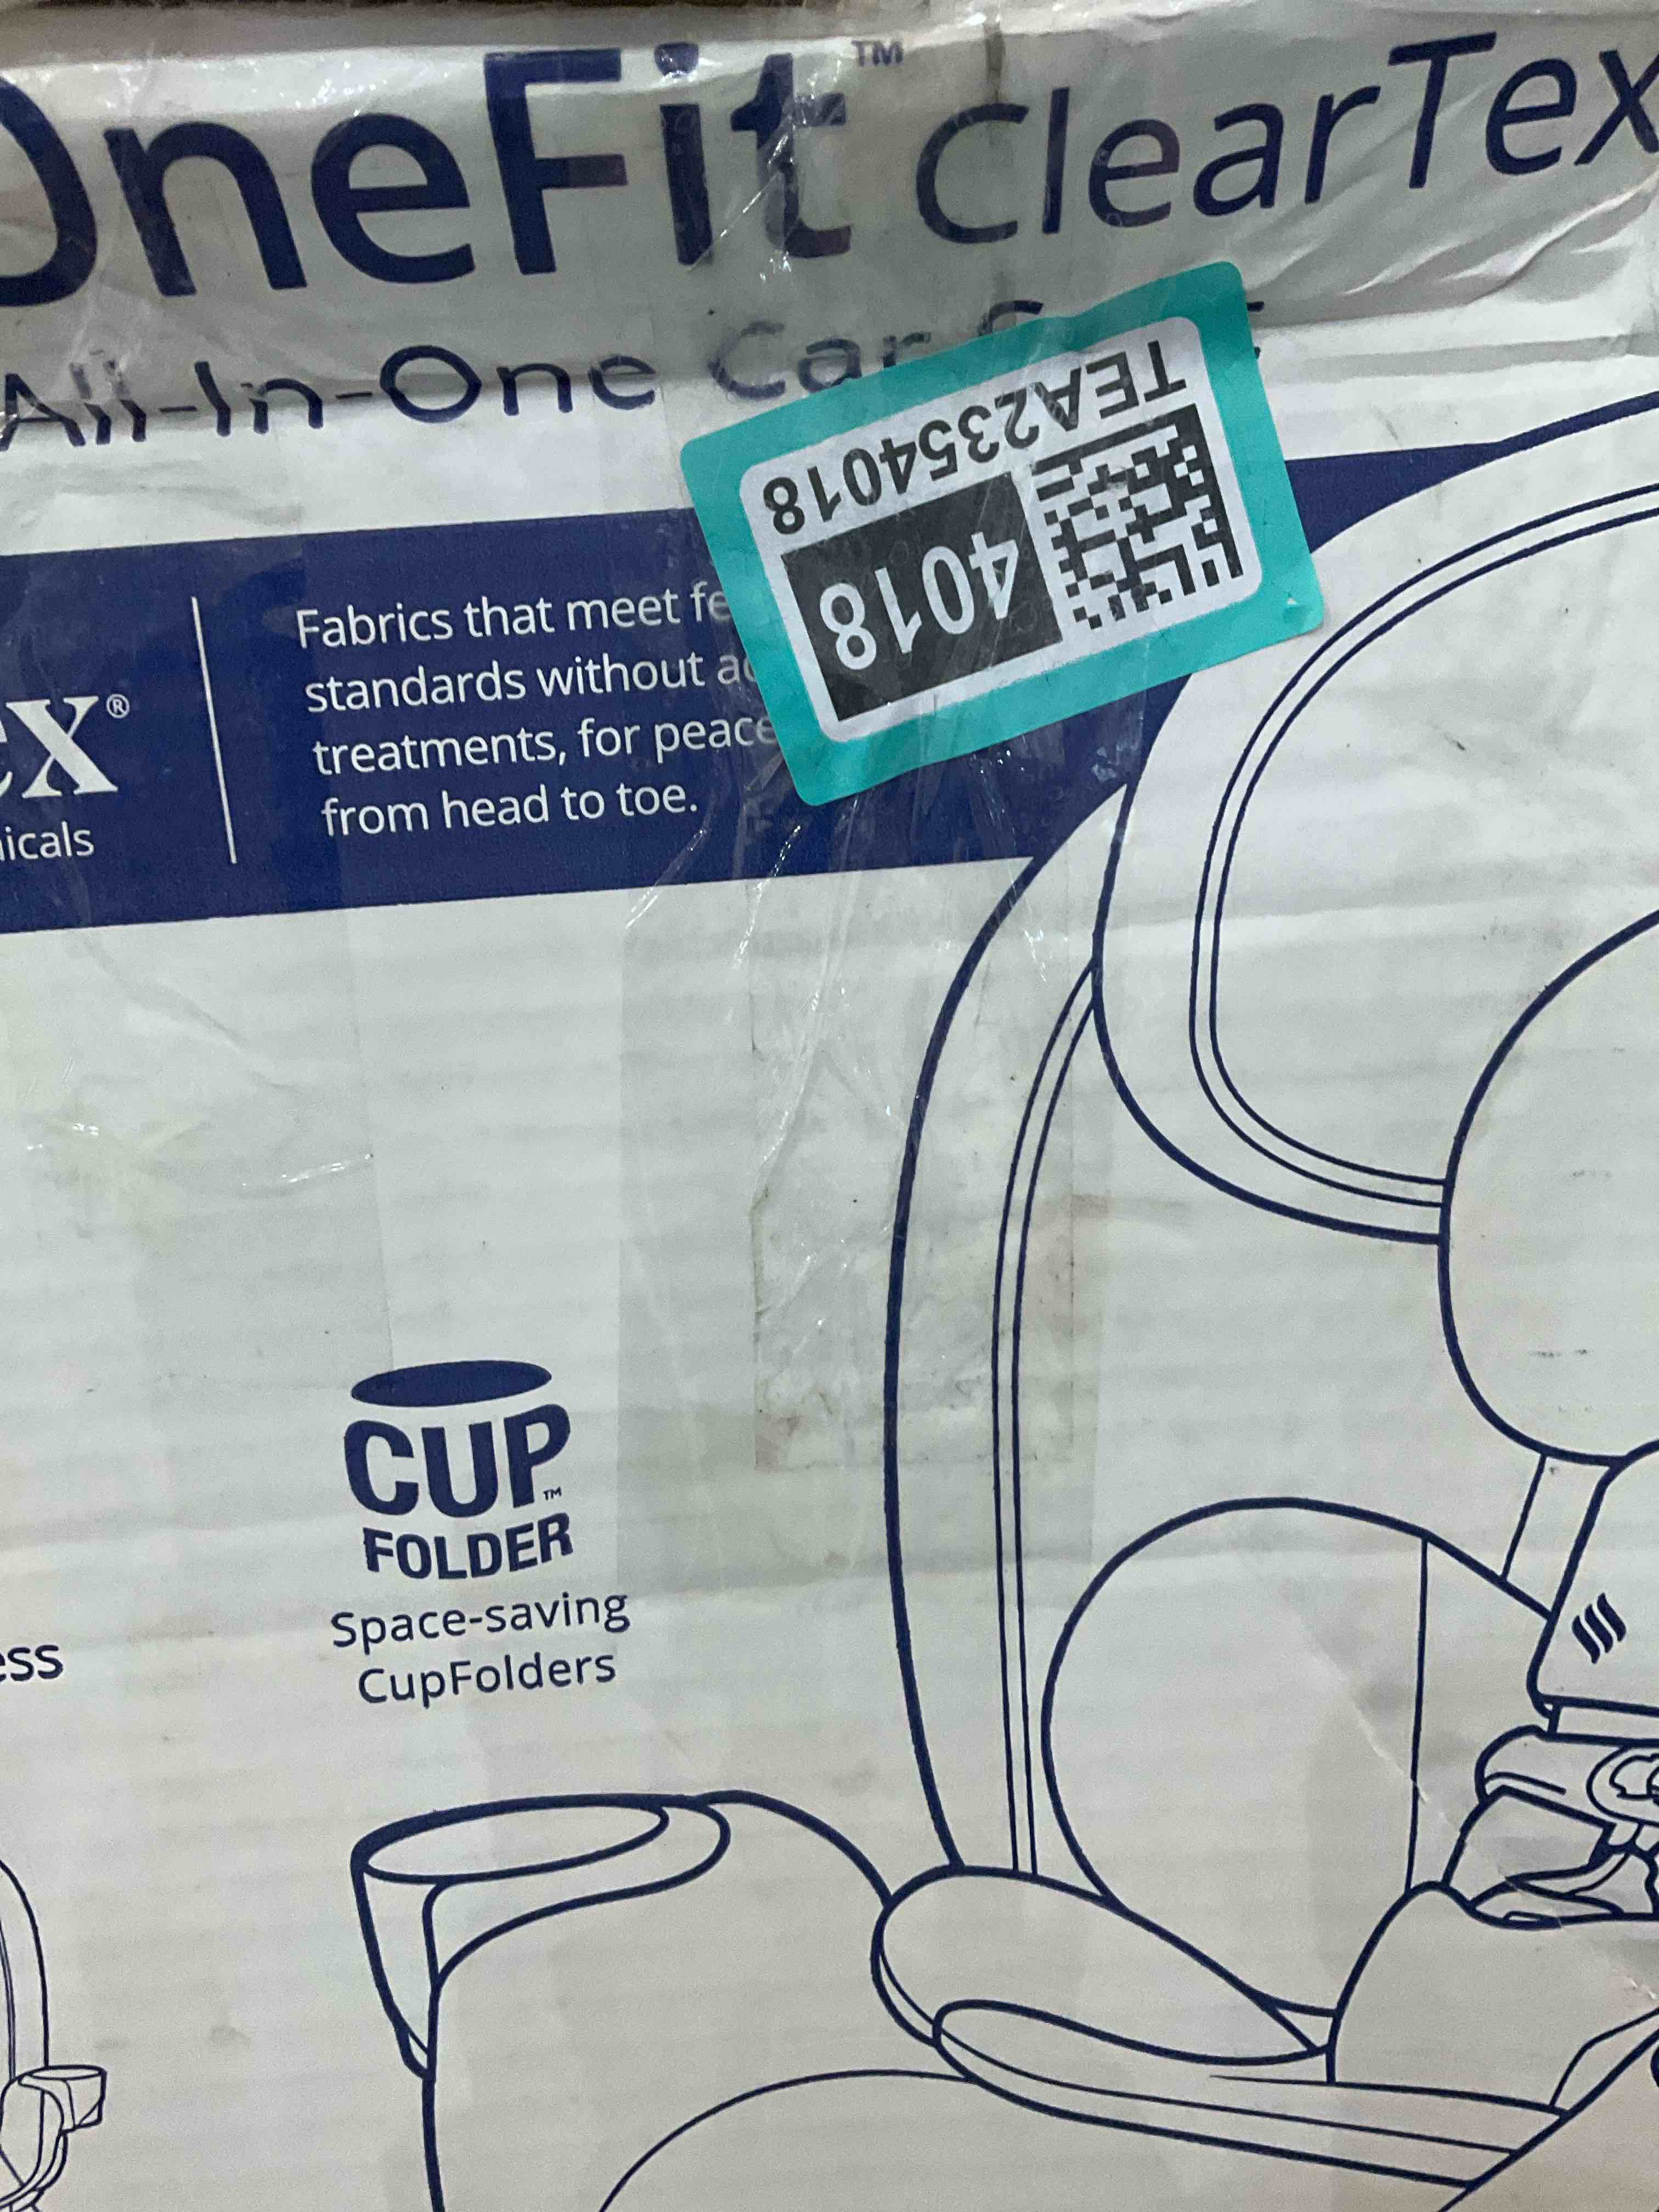 OneFit™ ClearTex
All-In-One Car
TEA2354018
4018
Fabrics that meet fe
standards without
treatments, for peace
from head to toe.
ex®
icals
CUP™
FOLDER
Space-saving
CupFolders
ess